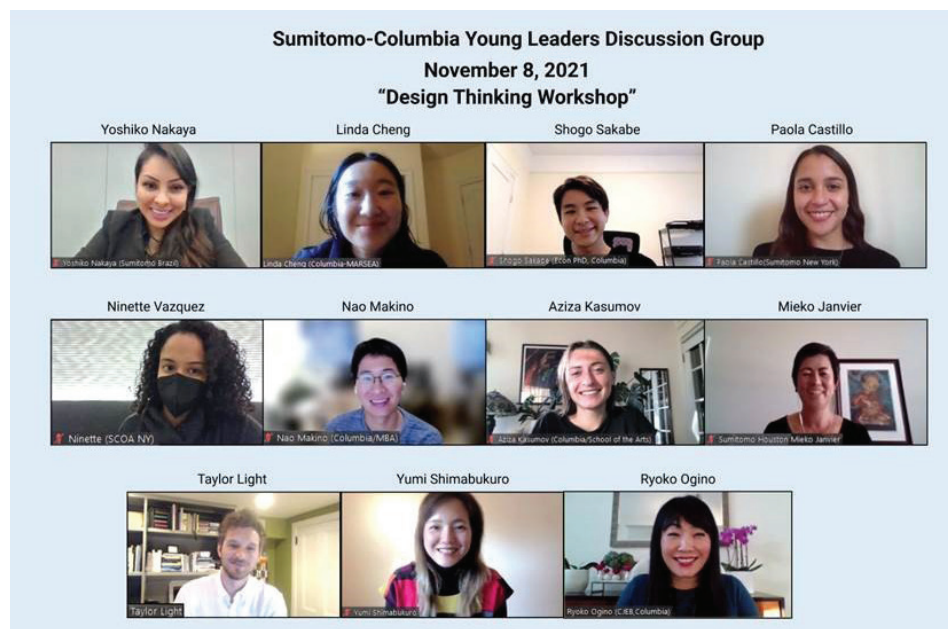 Sumitomo-Columbia Young Leaders Discussion Group
November 8, 2021
“Design Thinking Workshop”
Yoshiko Nakaya Linda Cheng Shogo Sakabe Paola Castillo
Yoshiko Nakaya (Sumitomo Brazil) Linda Cheng (Columbia-MARSEA) Shogo Sakabe (Econ PhD, Columbia) Paola Castillo(Sumitomo New York)
Ninette Vazquez Nao Makino Aziza Kasumov Mieko Janvier
Ninette (SCOA NY) Nao Makino (Columbia/MBA) Aziza Kasumov (Columbia/School of the Arts) Sumitomo Houston Mieko Janvier
Taylor Light Yumi Shimabukuro Ryoko Ogino
Taylor Light Yumi Shimabukuro Ryoko Ogino (CJEB,Columbia)